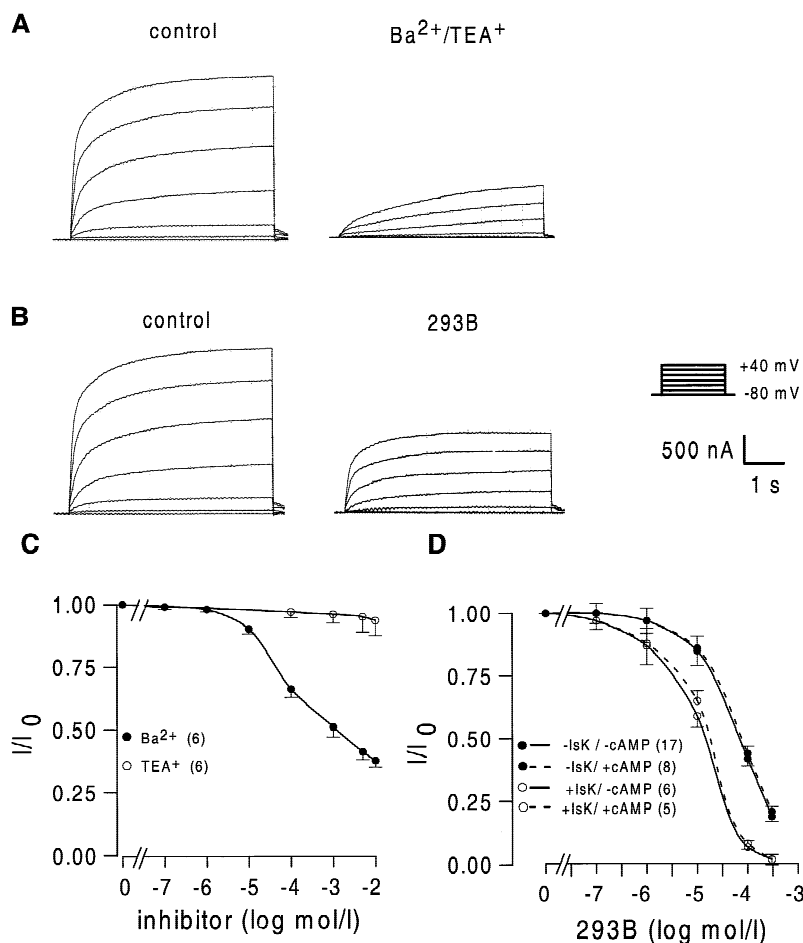 A
control
Ba2+/TEA+
B
control
293B
+40 mV
-80 mV
500 nA
1 s
C
1.00
0.75
0.50
0.25
0.00
I/I0
Ba2+ (6)
TEA+ (6)
0 -7 -6 -5 -4 -3 -2
inhibitor (log mol/l)
D
1.00
0.75
0.50
0.25
0.00
I/I0
-IsK / -cAMP (17)
-IsK/ +cAMP (8)
+IsK/ -cAMP (6)
+IsK/ +cAMP (5)
0 -7 -6 -5 -4 -3
293B (log mol/l)